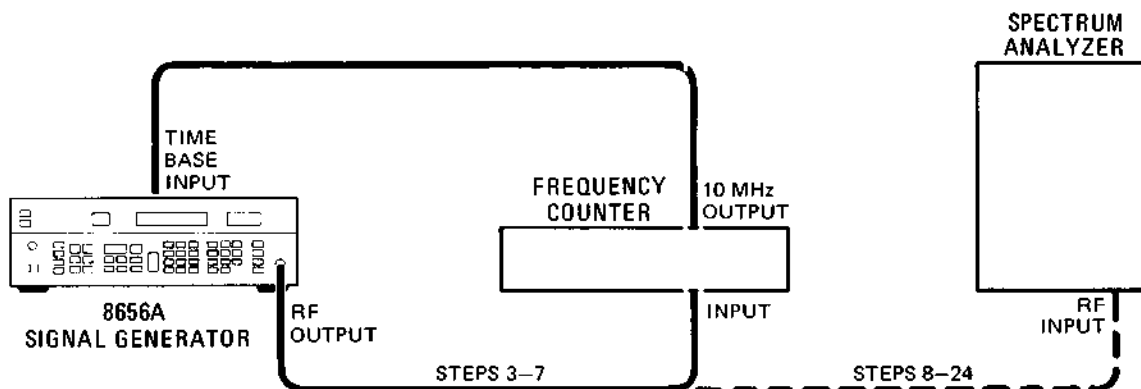 SPECTRUM
ANALYZER
TIME
BASE
INPUT
FREQUENCY
COUNTER
10 MHz
OUTPUT
8656A
SIGNAL GENERATOR
RF
OUTPUT
INPUT
RF
INPUT
STEPS 3–7
STEPS 8–24